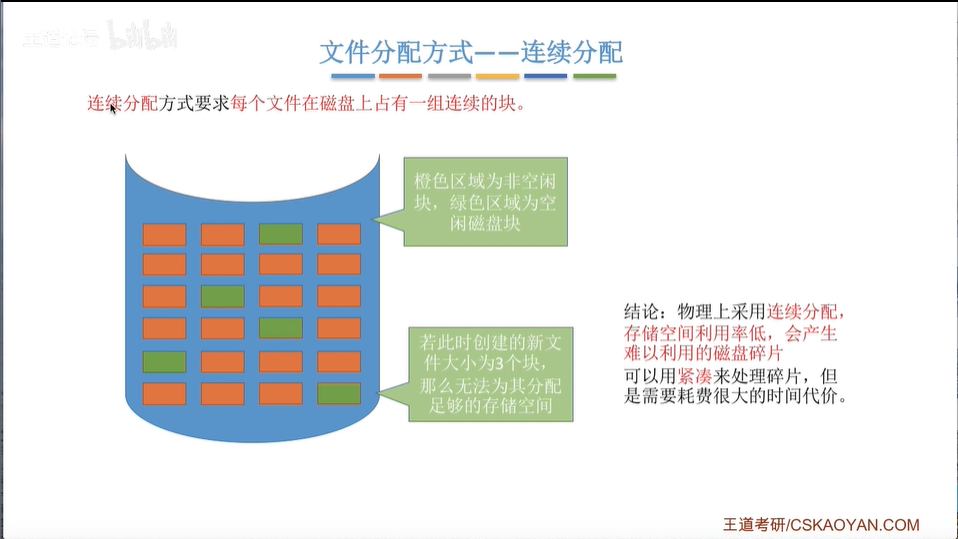 bilibili
文件分配方式——连续分配
连续分配方式要求每个文件在磁盘上占有一组连续的块。
橙色区域为非空闲
块，绿色区域为空
闲磁盘块
若此时创建的新文
件大小为3个块，
那么无法为其分配
足够的存储空间
结论：物理上采用连续分配，
存储空间利用率低，会产生
难以利用的磁盘碎片
可以用紧凑来处理碎片，但
是需要耗费很大的时间代价。
王道考研/CSKAOYAN.COM